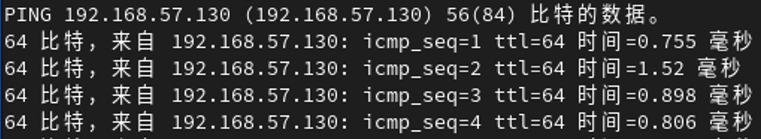 PING 192.168.57.130 (192.168.57.130) 56(84) 比特的数据。
64 比特，来自 192.168.57.130: icmp_seq=1 ttl=64 时间=0.755 毫秒
64 比特，来自 192.168.57.130: icmp_seq=2 ttl=64 时间=1.52 毫秒
64 比特，来自 192.168.57.130: icmp_seq=3 ttl=64 时间=0.898 毫秒
64 比特，来自 192.168.57.130: icmp_seq=4 ttl=64 时间=0.806 毫秒